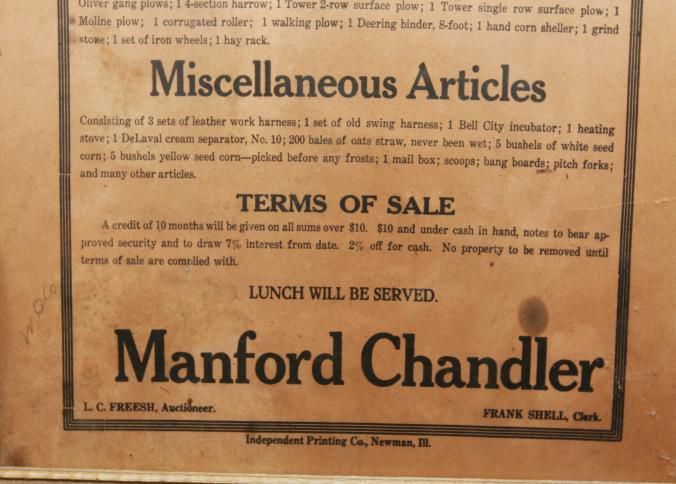 Oliver gang plows; 1 4-section harrow; 1 Tower 2-row surface plow; 1 Tower single row surface plow; 1
Moline plow; 1 corrugated roller; 1 walking plow; 1 Deering binder, 8-foot; 1 hand corn sheller; 1 grind
stone; 1 set of iron wheels; 1 hay rack.
Miscellaneous Articles
Consisting of 3 sets of leather work harness; 1 set of old swing harness; 1 Bell City incubator; 1 heating
stove; 1 DeLaval cream separator, No. 10; 200 bales of oats straw, never been wet; 5 bushels of white seed
corn; 5 bushels yellow seed corn—picked before any frosts; 1 mail box; scoops; bang boards; pitch forks;
and many other articles.
TERMS OF SALE
A credit of 10 months will be given on all sums over $10. $10 and under cash in hand, notes to bear ap-
proved security and to draw 7% interest from date. 2% off for cash. No property to be removed until
terms of sale are complied with.
LUNCH WILL BE SERVED.
Manford Chandler
L. C. FREESH, Auctioneer.
FRANK SHELL, Clerk.
Independent Printing Co., Newman, Ill.